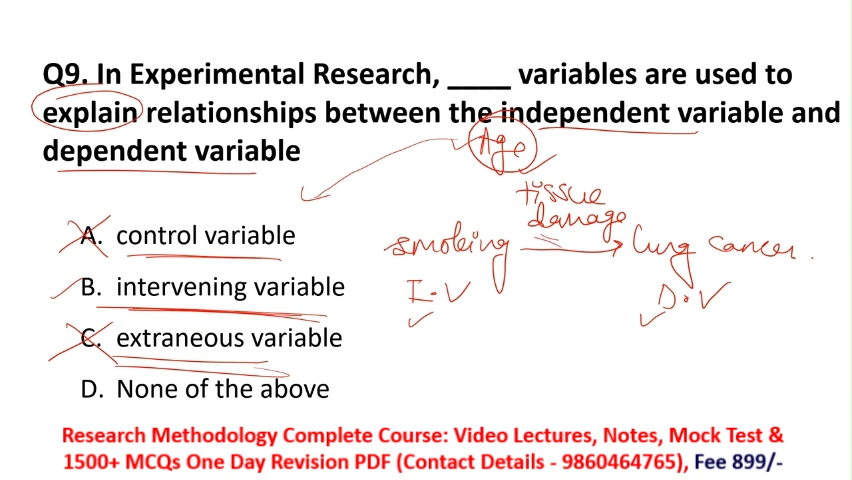 Q9. In Experimental Research, ____ variables are used to
explain relationships between the independent variable and
dependent variable
Age
tissue
damage
A. control variable
smoking
lung cancer.
B. intervening variable
I.V
D.V
C. extraneous variable
D. None of the above
Research Methodology Complete Course: Video Lectures, Notes, Mock Test &
1500+ MCQs One Day Revision PDF (Contact Details - 9860464765), Fee 899/-